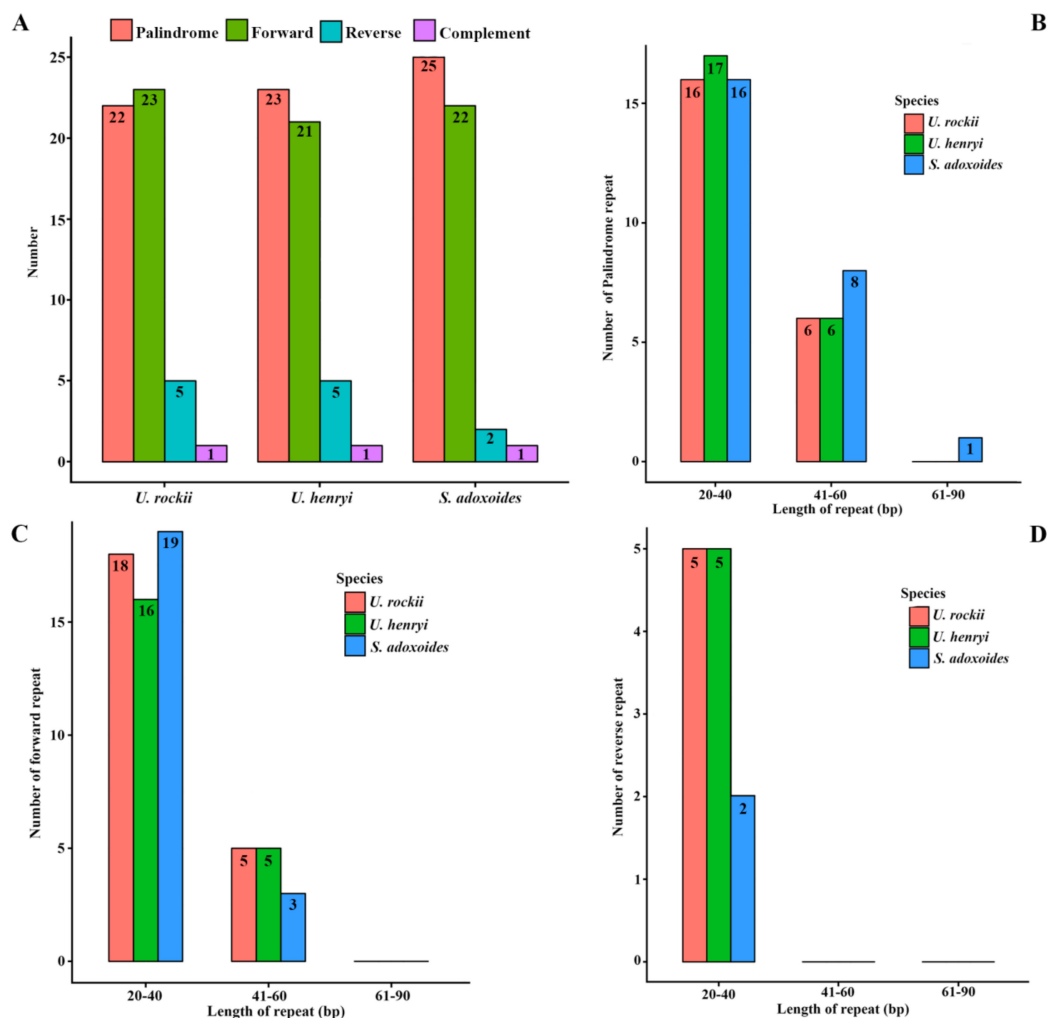 A
Palindrome Forward Reverse Complement
25
20
15
10
5
0
Number
22 23 5 1
23 21 5 1
25 22 2 1
U. rockii U. henryi S. adoxoides
B
15
10
5
0
Number of Palindrome repeat
Species
U. rockii
U. henryi
S. adoxoides
16 17 16
6 6 8
1
20-40 41-60 61-90
Length of repeat (bp)
C
15
10
5
0
Number of forward repeat
Species
U. rockii
U. henryi
S. adoxoides
18 16 19
5 5 3
20-40 41-60 61-90
Length of repeat (bp)
D
5
4
3
2
1
0
Number of reverse repeat
Species
U. rockii
U. henryi
S. adoxoides
5 5 2
20-40 41-60 61-90
Length of repeat (bp)